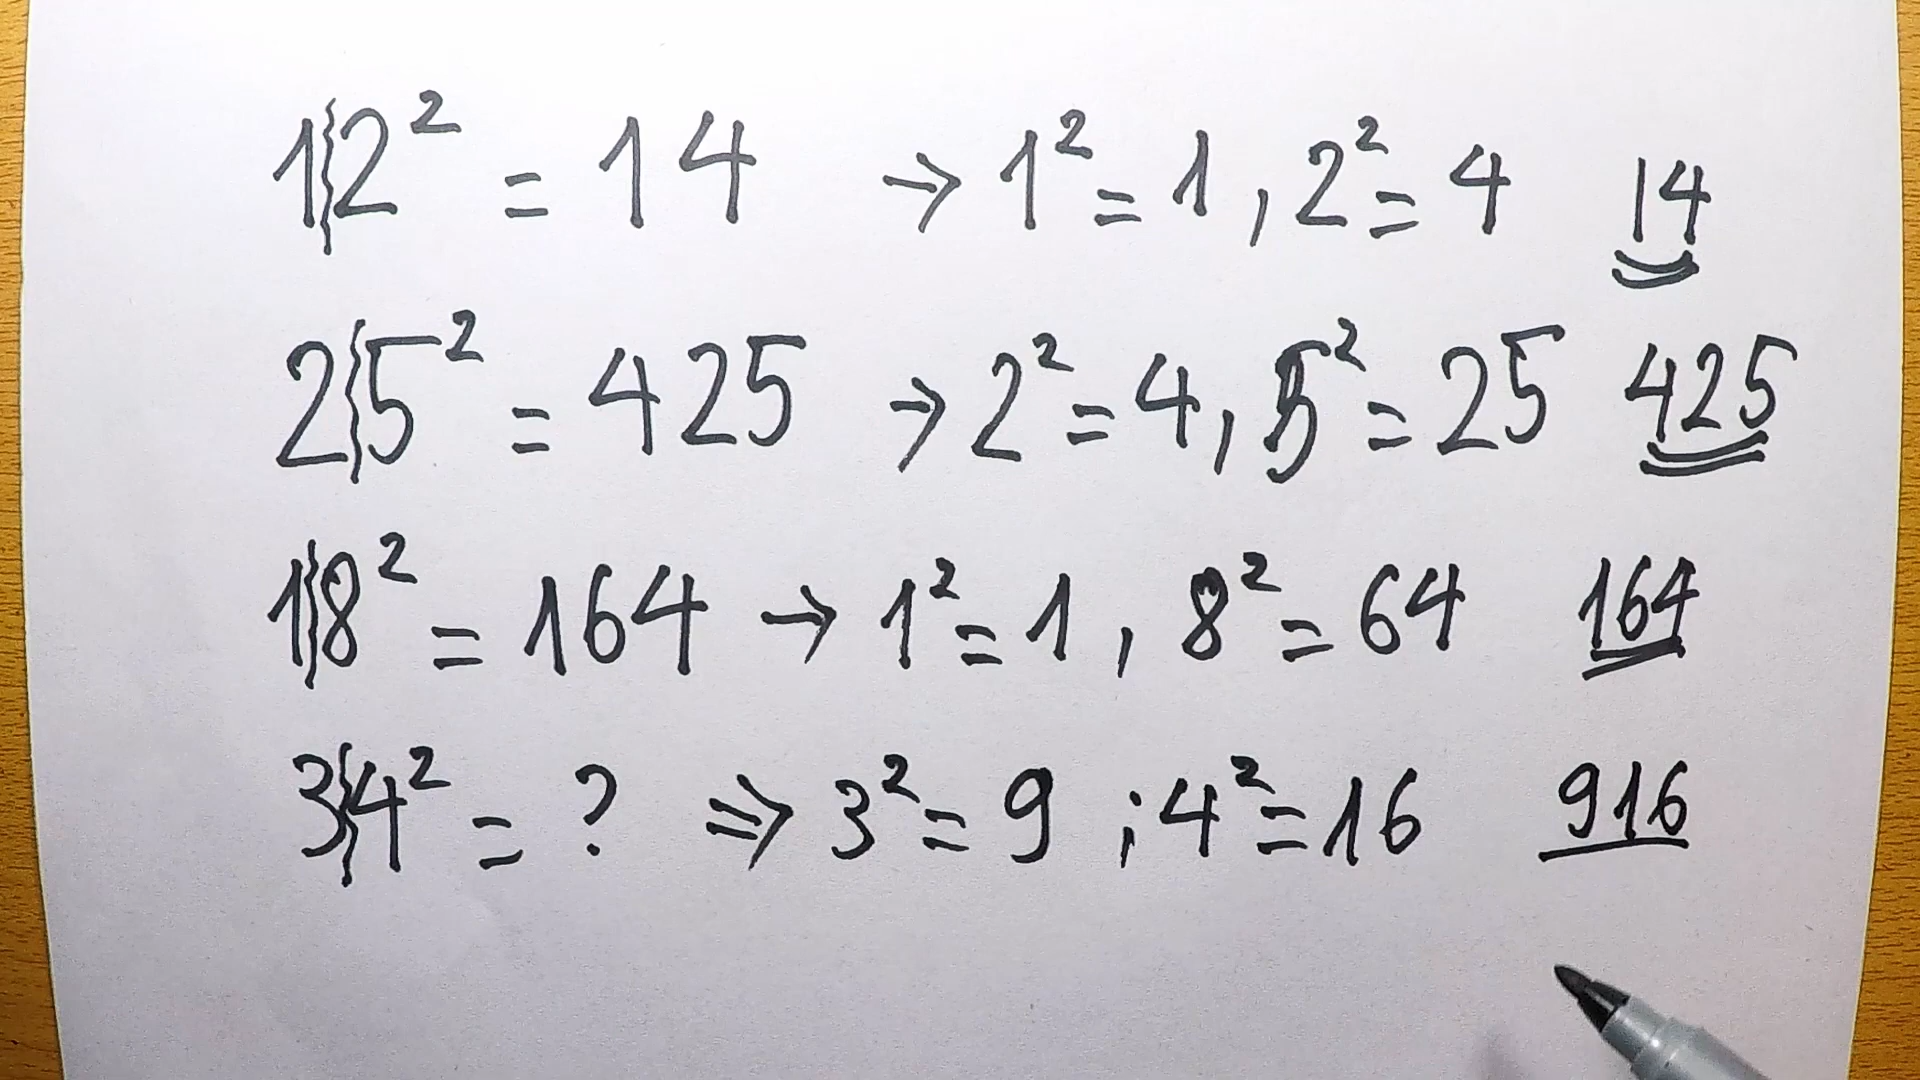 12² = 14 → 1² = 1, 2² = 4 14
25² = 425 → 2² = 4, 5² = 25 425
18² = 164 → 1² = 1, 8² = 64 164
34² = ? ⇒ 3² = 9 ; 4² = 16 916